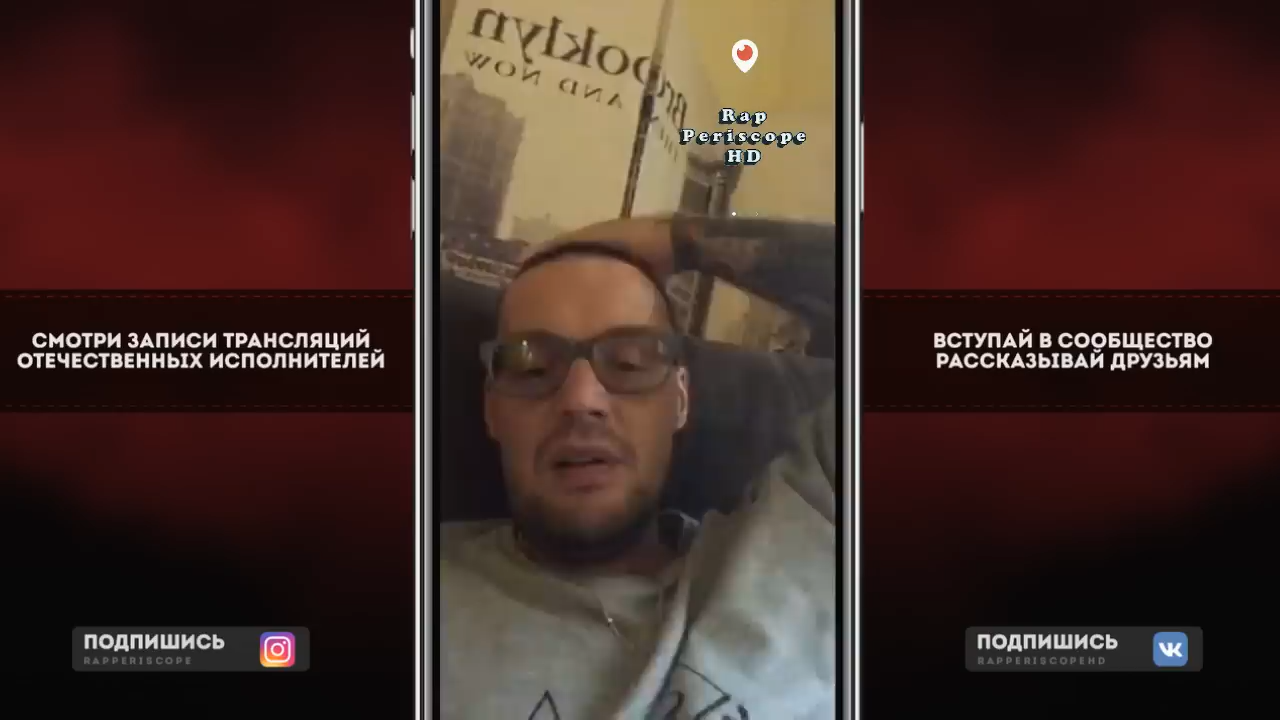 Brooklyn
AND NOW
Rap
Periscope
HD
СМОТРИ ЗАПИСИ ТРАНСЛЯЦИЙ
ОТЕЧЕСТВЕННЫХ ИСПОЛНИТЕЛЕЙ
ВСТУПАЙ В СООБЩЕСТВО
РАССКАЗЫВАЙ ДРУЗЬЯМ
ПОДПИШИСЬ
RAPPERISCOPE
ПОДПИШИСЬ
RAPPERISCOPEHD